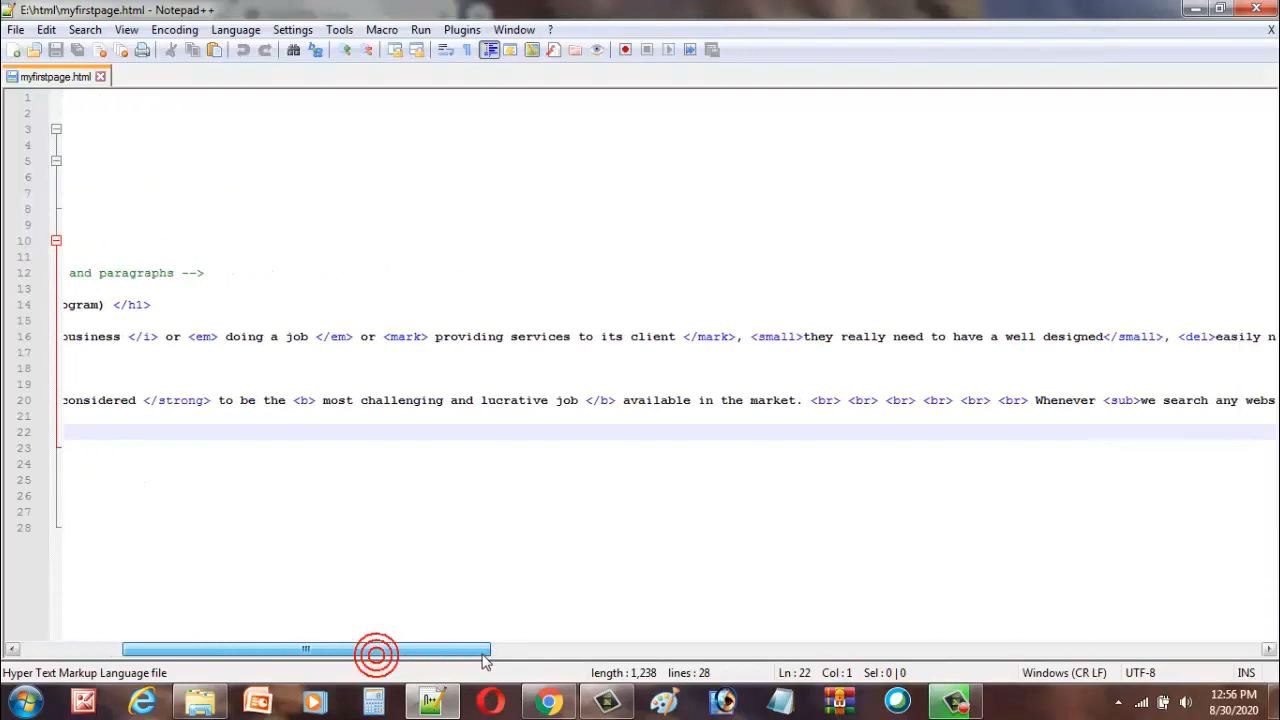 E:\html\myfirstpage.html - Notepad++
File Edit Search View Encoding Language Settings Tools Macro Run Plugins Window ? X
myfirstpage.html
1
2
3
4
5
6
7
8
9
10
11
12 and paragraphs -->
13
14 ogram) </h1>
15
16 business </i> or <em> doing a job </em> or <mark> providing services to its client </mark>, <small>they really need to have a well designed</small>, <del>easily n
17
18
19
20 considered </strong> to be the <b> most challenging and lucrative job </b> available in the market. <br> <br> <br> <br> <br> <br> Whenever <sub>we search any webs
21
22
23
24
25
26
27
28
Hyper Text Markup Language file length : 1,238 lines : 28 Ln : 22 Col : 1 Sel : 0 | 0 Windows (CR LF) UTF-8 INS
12:56 PM
8/30/2020